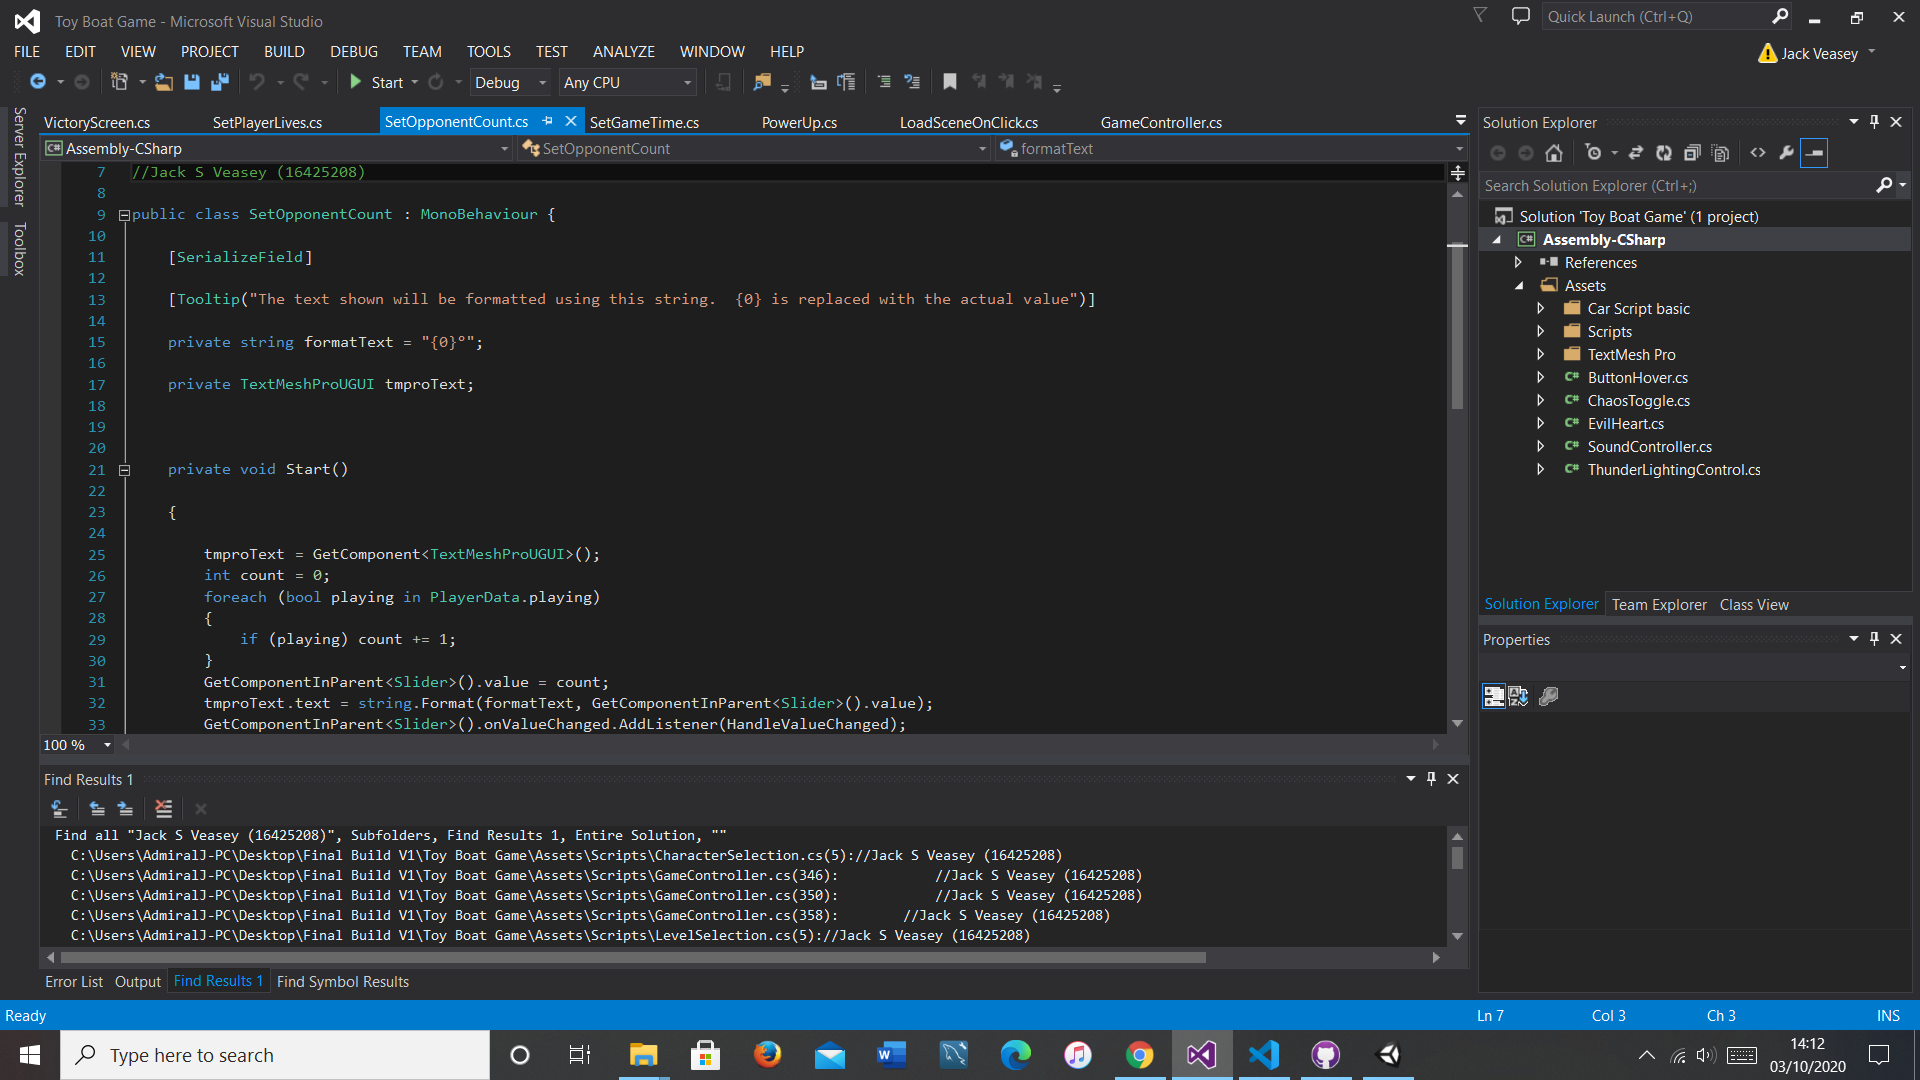 Toy Boat Game - Microsoft Visual Studio
Quick Launch (Ctrl+Q)
FILE EDIT VIEW PROJECT BUILD DEBUG TEAM TOOLS TEST ANALYZE WINDOW HELP
Jack Veasey
Start Debug Any CPU
Server Explorer
Toolbox
VictoryScreen.cs SetPlayerLives.cs SetOpponentCount.cs SetGameTime.cs PowerUp.cs LoadSceneOnClick.cs GameController.cs
Assembly-CSharp SetOpponentCount formatText
7 //Jack S Veasey (16425208)
8
9 public class SetOpponentCount : MonoBehaviour {
10
11 [SerializeField]
12
13 [Tooltip("The text shown will be formatted using this string.  {0} is replaced with the actual value")]
14
15 private string formatText = "{0}°";
16
17 private TextMeshProUGUI tmproText;
18
19
20
21 private void Start()
22
23 {
24
25 tmproText = GetComponent<TextMeshProUGUI>();
26 int count = 0;
27 foreach (bool playing in PlayerData.playing)
28 {
29 if (playing) count += 1;
30 }
31 GetComponentInParent<Slider>().value = count;
32 tmproText.text = string.Format(formatText, GetComponentInParent<Slider>().value);
33 GetComponentInParent<Slider>().onValueChanged.AddListener(HandleValueChanged);
100 %
Find Results 1
Find all "Jack S Veasey (16425208)", Subfolders, Find Results 1, Entire Solution, ""
C:\Users\AdmiralJ-PC\Desktop\Final Build V1\Toy Boat Game\Assets\Scripts\CharacterSelection.cs(5)://Jack S Veasey (16425208)
C:\Users\AdmiralJ-PC\Desktop\Final Build V1\Toy Boat Game\Assets\Scripts\GameController.cs(346):            //Jack S Veasey (16425208)
C:\Users\AdmiralJ-PC\Desktop\Final Build V1\Toy Boat Game\Assets\Scripts\GameController.cs(350):            //Jack S Veasey (16425208)
C:\Users\AdmiralJ-PC\Desktop\Final Build V1\Toy Boat Game\Assets\Scripts\GameController.cs(358):        //Jack S Veasey (16425208)
C:\Users\AdmiralJ-PC\Desktop\Final Build V1\Toy Boat Game\Assets\Scripts\LevelSelection.cs(5)://Jack S Veasey (16425208)
Error List Output Find Results 1 Find Symbol Results
Solution Explorer
Search Solution Explorer (Ctrl+;)
Solution 'Toy Boat Game' (1 project)
Assembly-CSharp
References
Assets
Car Script basic
Scripts
TextMesh Pro
ButtonHover.cs
ChaosToggle.cs
EvilHeart.cs
SoundController.cs
ThunderLightingControl.cs
Solution Explorer Team Explorer Class View
Properties
Ready Ln 7 Col 3 Ch 3 INS
Type here to search
14:12
03/10/2020